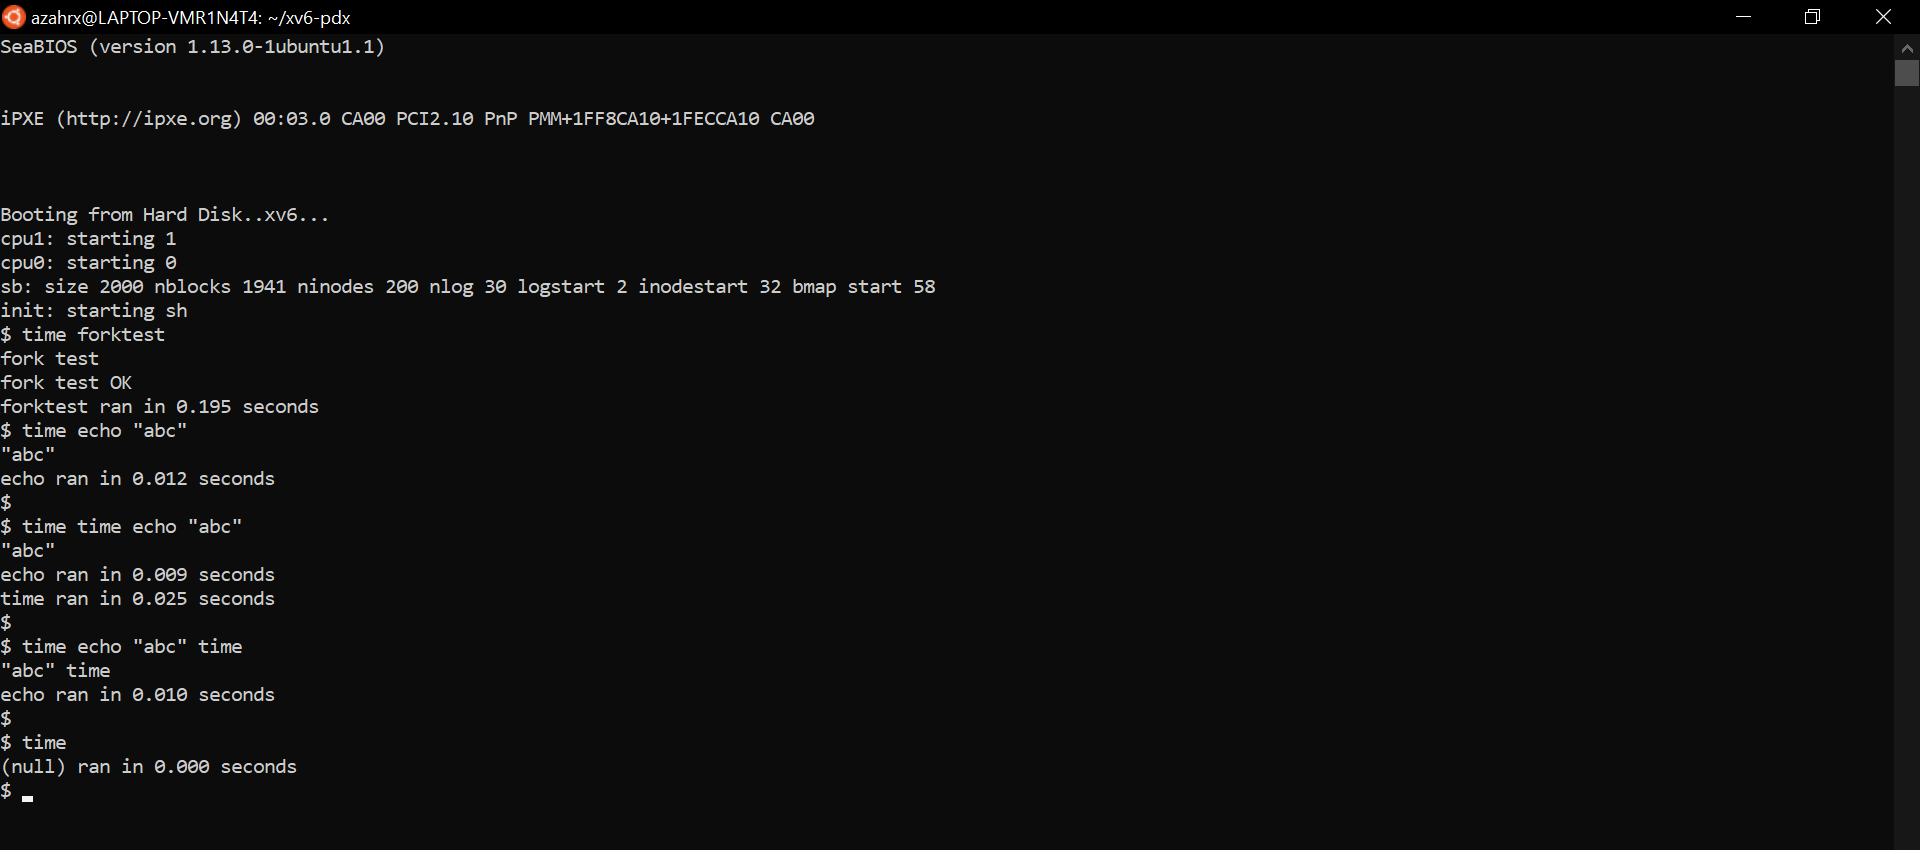 azahrx@LAPTOP-VMR1N4T4: ~/xv6-pdx
SeaBIOS (version 1.13.0-1ubuntu1.1)
iPXE (http://ipxe.org) 00:03.0 CA00 PCI2.10 PnP PMM+1FF8CA10+1FECCA10 CA00
Booting from Hard Disk..xv6...
cpu1: starting 1
cpu0: starting 0
sb: size 2000 nblocks 1941 ninodes 200 nlog 30 logstart 2 inodestart 32 bmap start 58
init: starting sh
$ time forktest
fork test
fork test OK
forktest ran in 0.195 seconds
$ time echo "abc"
"abc"
echo ran in 0.012 seconds
$
$ time time echo "abc"
"abc"
echo ran in 0.009 seconds
time ran in 0.025 seconds
$
$ time echo "abc" time
"abc" time
echo ran in 0.010 seconds
$
$ time
(null) ran in 0.000 seconds
$